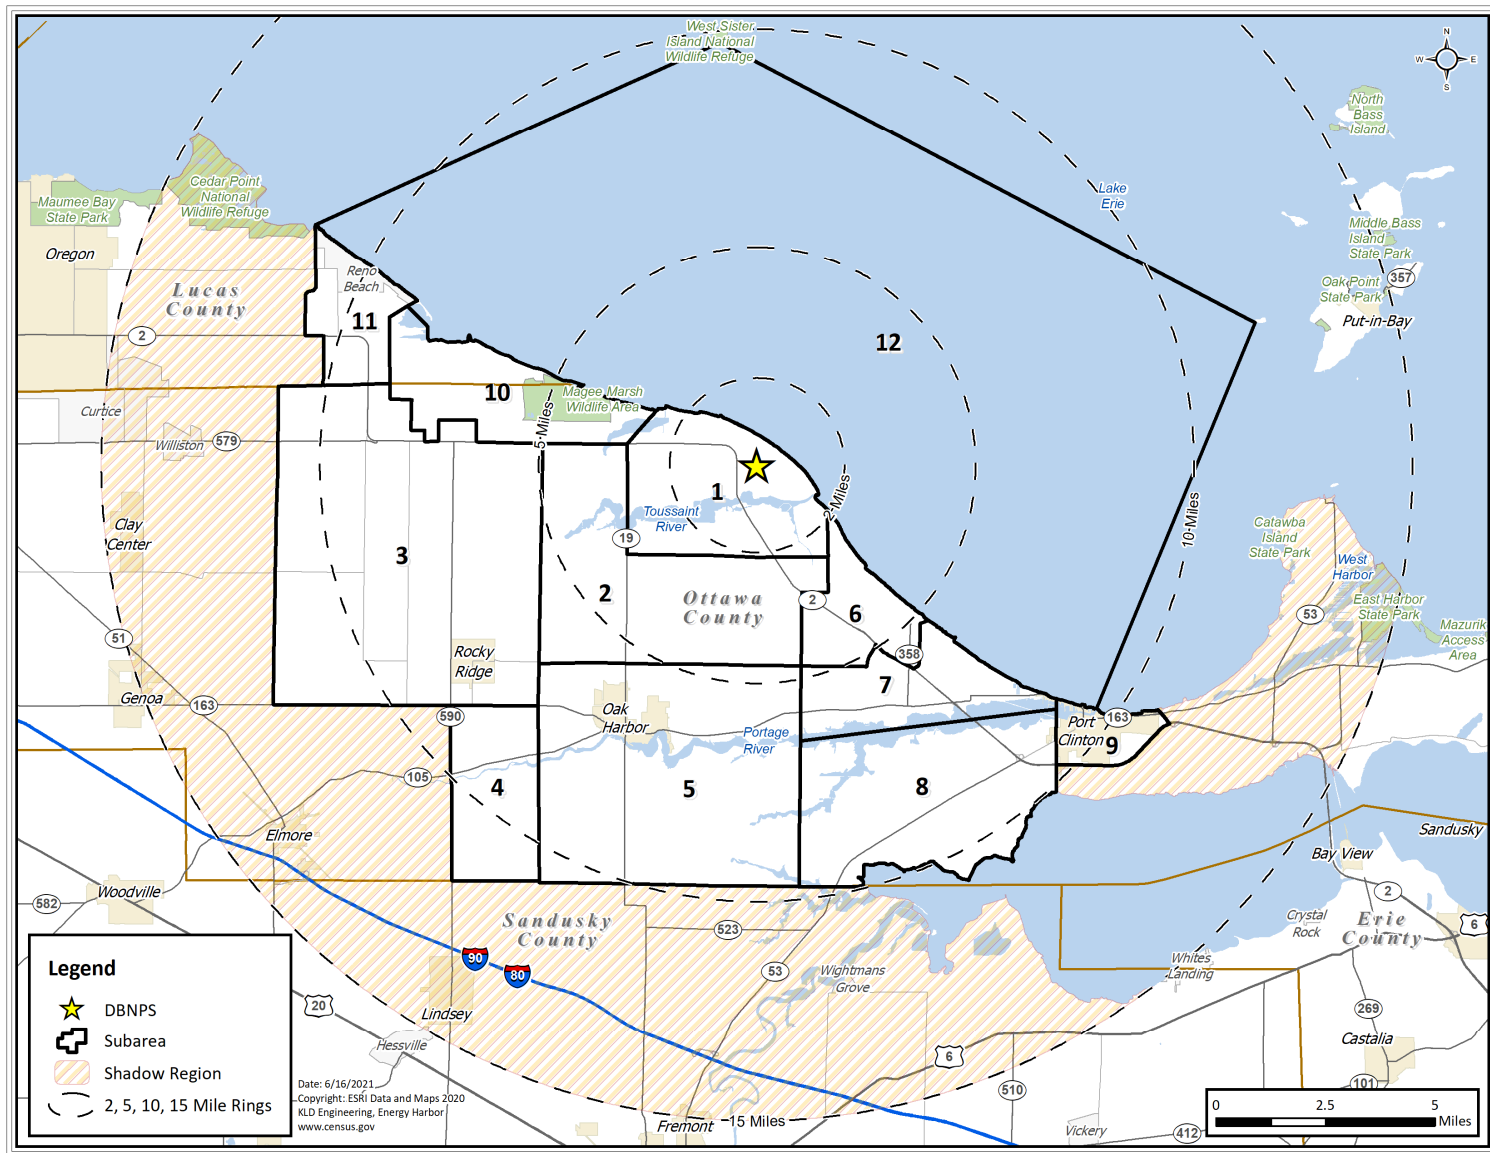 West Sister
Island National
Wildlife Refuge
N
W
E
S
North
Bass
Island
Cedar Point
National
Wildlife Refuge
Maumee Bay
State Park
Lake
Erie
Middle Bass
Island
State Park
Oregon
Reno
Beach
357
Oak Point
State Park
Lucas
County
Put-in-Bay
11
2
12
10
Magee Marsh
Wildlife Area
Curtice
5 Miles
Williston
579
1
2 Miles
Toussaint
River
10 Miles
Catawba
Island
State Park
Clay
Center
19
3
West
Harbor
2
Ottawa
County
2
6
East Harbor
State Park
53
51
Mazurik
Access
Area
Rocky
Ridge
358
7
Genoa
163
590
Oak
Harbor
Portage
River
Port
Clinton
163
9
105
4
5
8
Elmore
Sandusky
Bay View
Woodville
582
2
Sandusky
County
Crystal
Rock
Erie
County
6
523
90
80
53
Wightmans
Grove
Whites
Landing
20
Lindsey
269
Castalia
Hessville
6
510
101
15 Miles
Fremont
Vickery
412
Legend
DBNPS
Subarea
Shadow Region
2, 5, 10, 15 Mile Rings
Date: 6/16/2021
Copyright: ESRI Data and Maps 2020
KLD Engineering, Energy Harbor
www.census.gov
0
2.5
5
Miles